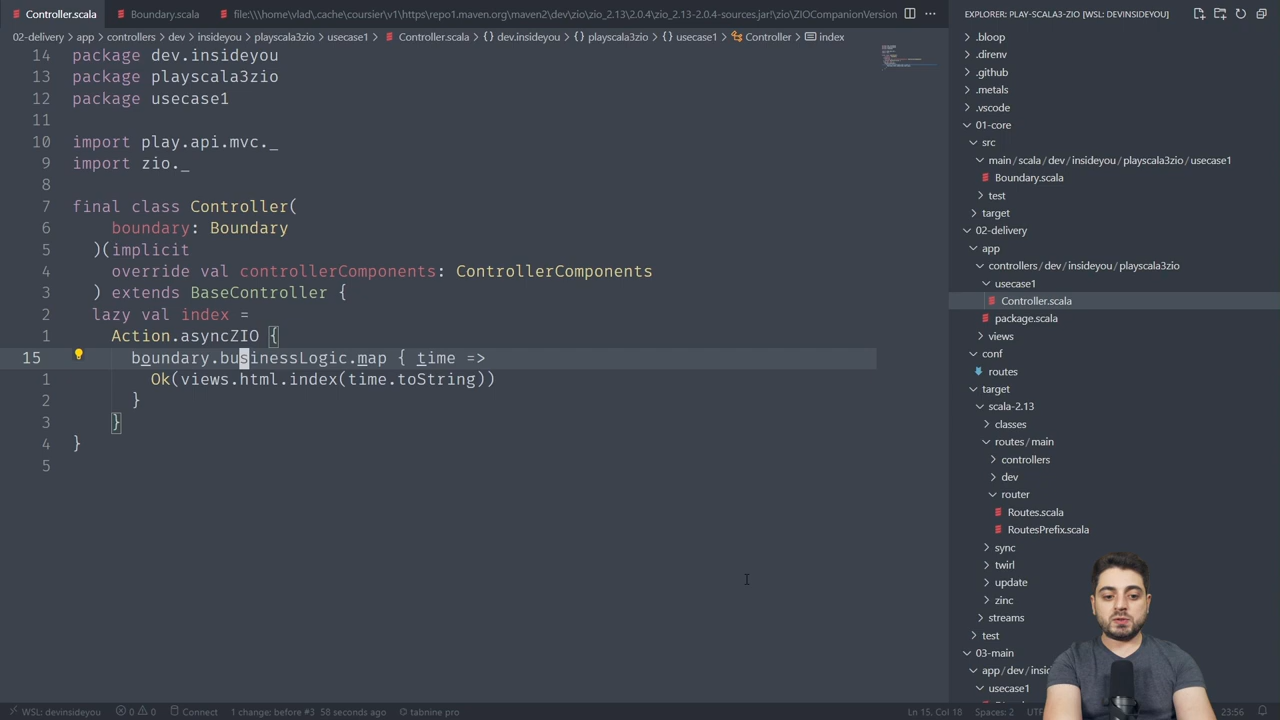 Controller.scala
Boundary.scala
file:\\\home\vlad\.cache\coursier\v1\https\repo1.maven.org\maven2\dev\zio\zio_2.13\2.0.4\zio_2.13-2.0.4-sources.jar!\zio\ZIOCompanionVersion
02-delivery > app > controllers > dev > insideyou > playscala3zio > usecase1 > Controller.scala > {} dev.insideyou > {} playscala3zio > {} usecase1 > Controller > index
14 package dev.insideyou
13 package playscala3zio
12 package usecase1
11
10 import play.api.mvc._
9 import zio._
8
7 final class Controller(
6 boundary: Boundary
5 )(implicit
4 override val controllerComponents: ControllerComponents
3 ) extends BaseController {
2 lazy val index =
1 Action.asyncZIO {
15 boundary.businessLogic.map { time =>
1 Ok(views.html.index(time.toString))
2 }
3 }
4 }
5
EXPLORER: PLAY-SCALA3-ZIO [WSL: DEVINSIDEYOU]
.bloop
.direnv
.github
.metals
.vscode
01-core
src
main / scala / dev / insideyou / playscala3zio / usecase1
Boundary.scala
test
target
02-delivery
app
controllers / dev / insideyou / playscala3zio
usecase1
Controller.scala
package.scala
views
conf
routes
target
scala-2.13
classes
routes / main
controllers
dev
router
Routes.scala
RoutesPrefix.scala
sync
twirl
update
zinc
streams
test
03-main
app / dev /
usecase1
WSL: devinsideyou 0 0 Connect 1 change: before #3 58 seconds ago tabnine pro Ln 15, Col 18 Spaces: 2 23:56